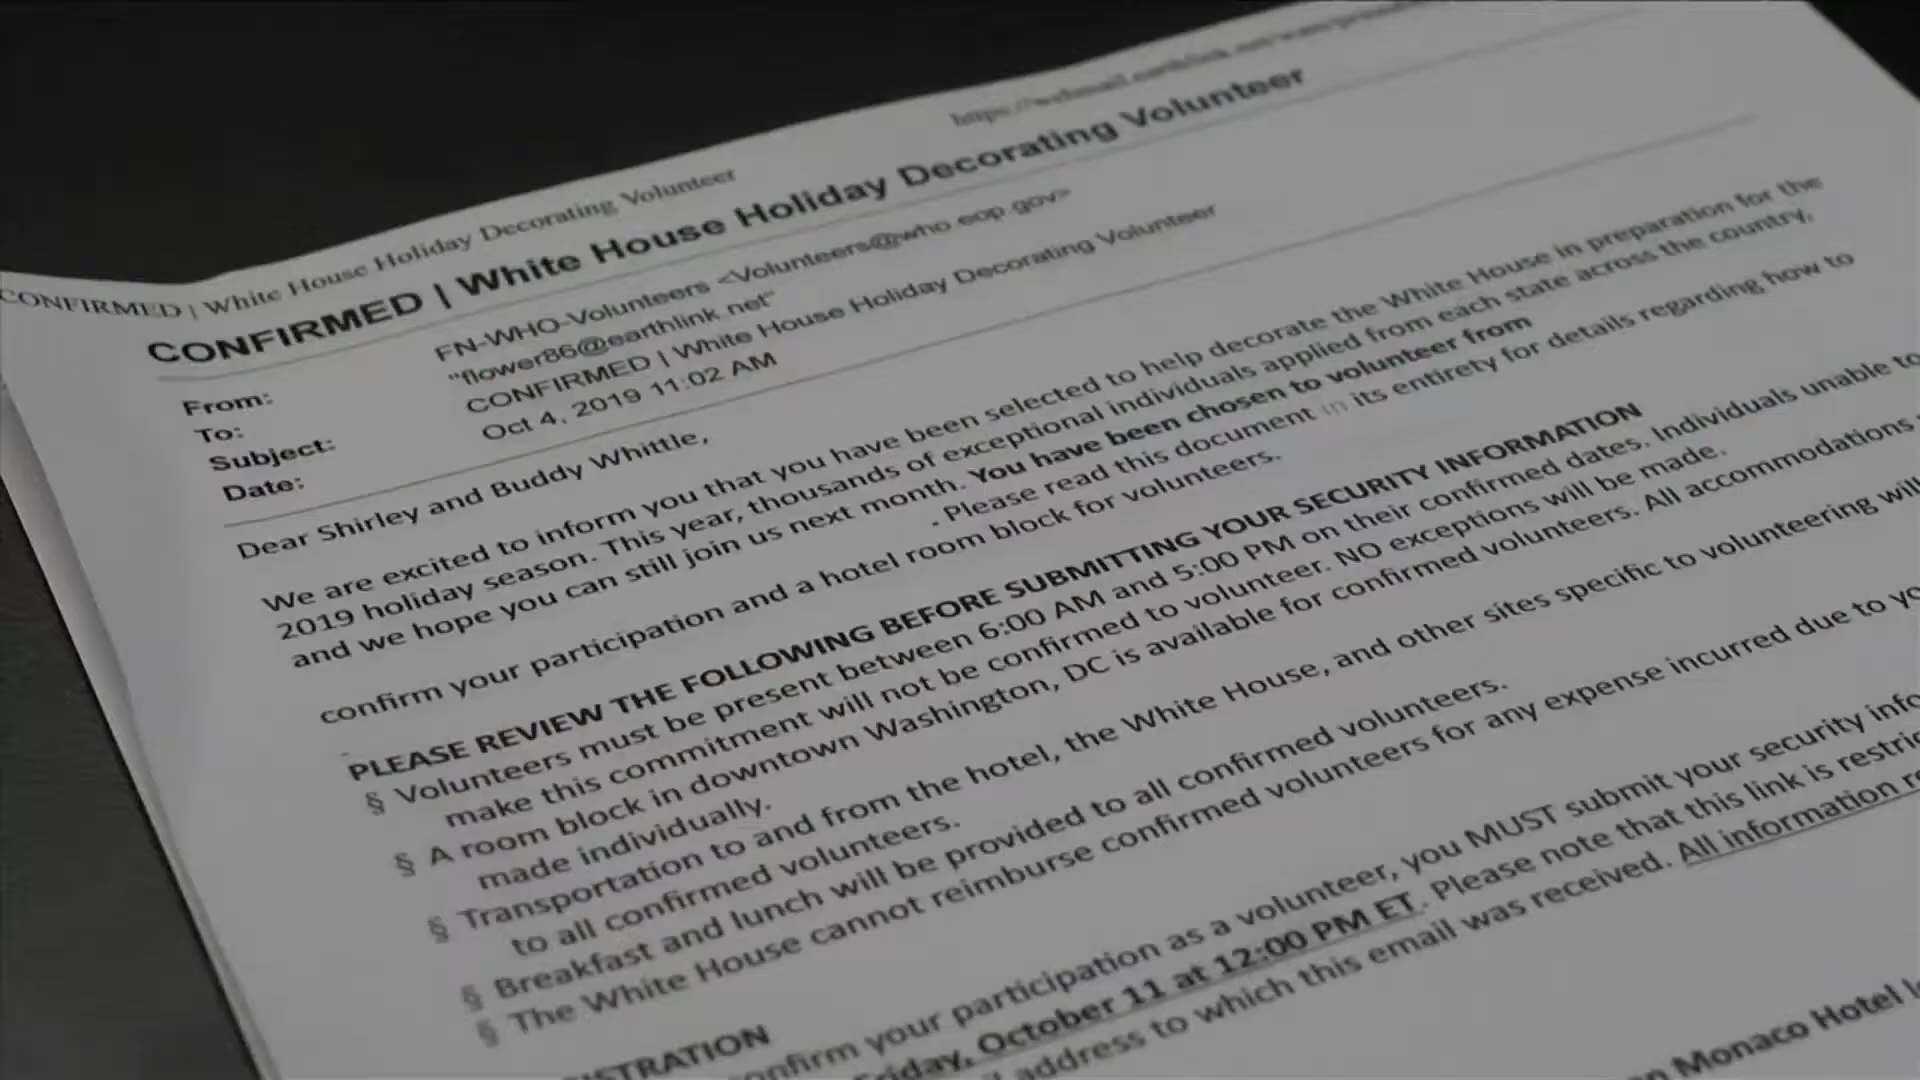 CONFIRMED | White House Holiday Decorating Volunteer
CONFIRMED | White House Holiday Decorating Volunteer
From: FN-WHO-Volunteers <Volunteers@who.eop.gov>
To: "flower86@earthlink.net"
Subject: CONFIRMED | White House Holiday Decorating Volunteer
Date: Oct 4, 2019 11:02 AM
Dear Shirley and Buddy Whittle,
We are excited to inform you that you have been selected to help decorate the White House in preparation for the
2019 holiday season. This year, thousands of exceptional individuals applied from each state across the country,
and we hope you can still join us next month. You have been chosen to volunteer from
. Please read this document in its entirety for details regarding how to
confirm your participation and a hotel room block for volunteers.
PLEASE REVIEW THE FOLLOWING BEFORE SUBMITTING YOUR SECURITY INFORMATION
§ Volunteers must be present between 6:00 AM and 5:00 PM on their confirmed dates. Individuals unable to
make this commitment will not be confirmed to volunteer. NO exceptions will be made.
§ A room block in downtown Washington, DC is available for confirmed volunteers. All accommodations
made individually.
§ Transportation to and from the hotel, the White House, and other sites specific to volunteering will
to all confirmed volunteers.
§ Breakfast and lunch will be provided to all confirmed volunteers.
§ The White House cannot reimburse confirmed volunteers for any expense incurred due to yo
STRATION
onfirm your participation as a volunteer, you MUST submit your security info
Friday, October 11 at 12:00 PM ET. Please note that this link is restric
il address to which this email was received. All information re
Monaco Hotel